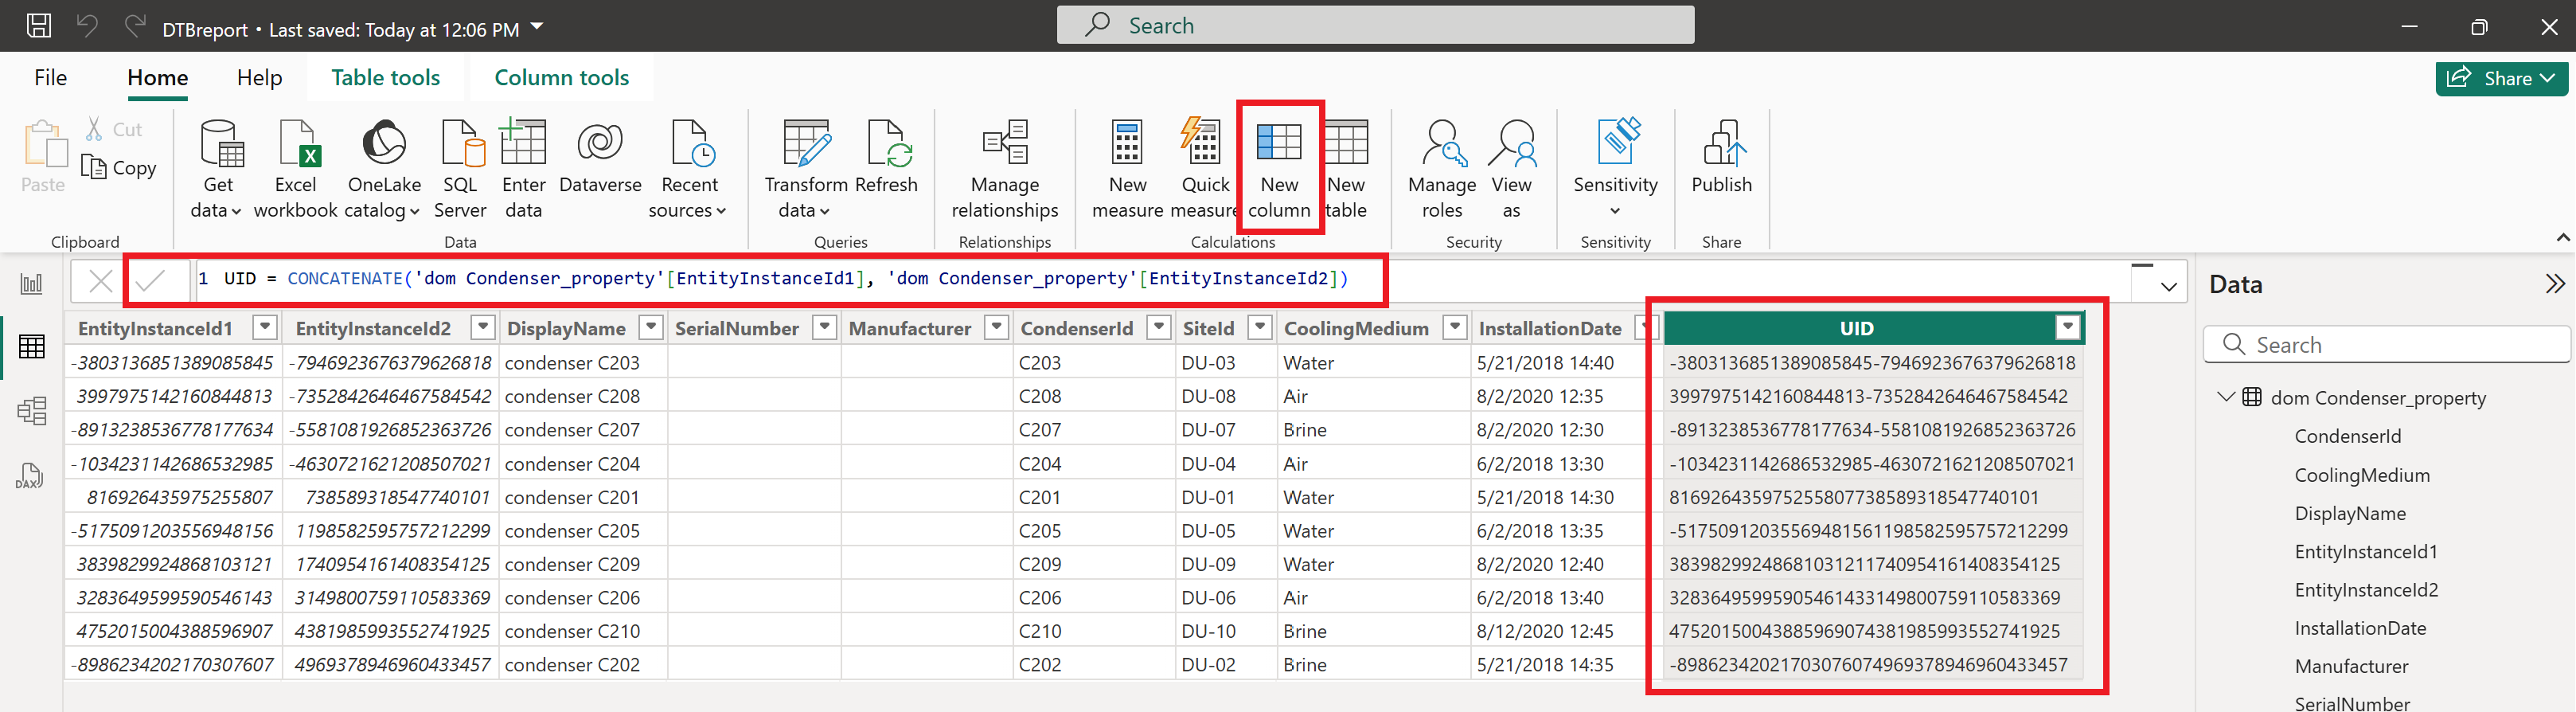 DTBreport • Last saved: Today at 12:06 PM
Search
File Home Help Table tools Column tools
Share
Paste
Cut
Copy
Clipboard
Get data
Excel workbook
OneLake catalog
SQL Server
Enter data
Dataverse
Recent sources
Data
Transform data
Refresh
Queries
Manage relationships
Relationships
New measure
Quick measure
New column
New table
Calculations
Manage roles
View as
Security
Sensitivity
Sensitivity
Publish
Share
1 UID = CONCATENATE('dom Condenser_property'[EntityInstanceId1], 'dom Condenser_property'[EntityInstanceId2])
EntityInstanceId1 EntityInstanceId2 DisplayName SerialNumber Manufacturer CondenserId SiteId CoolingMedium InstallationDate UID
-3803136851389085845 -7946923676379626818 condenser C203 C203 DU-03 Water 5/21/2018 14:40 -3803136851389085845-7946923676379626818
3997975142160844813 -7352842646467584542 condenser C208 C208 DU-08 Air 8/2/2020 12:35 3997975142160844813-7352842646467584542
-8913238536778177634 -5581081926852363726 condenser C207 C207 DU-07 Brine 8/2/2020 12:30 -8913238536778177634-5581081926852363726
-1034231142686532985 -4630721621208507021 condenser C204 C204 DU-04 Air 6/2/2018 13:30 -1034231142686532985-4630721621208507021
816926435975255807 738589318547740101 condenser C201 C201 DU-01 Water 5/21/2018 14:30 816926435975255807738589318547740101
-5175091203556948156 1198582595757212299 condenser C205 C205 DU-05 Water 6/2/2018 13:35 -51750912035569481561198582595757212299
3839829924868103121 1740954161408354125 condenser C209 C209 DU-09 Water 8/2/2020 12:40 38398299248681031211740954161408354125
3283649599590546143 3149800759110583369 condenser C206 C206 DU-06 Air 6/2/2018 13:40 32836495995905461433149800759110583369
4752015004388596907 4381985993552741925 condenser C210 C210 DU-10 Brine 8/12/2020 12:45 47520150043885969074381985993552741925
-8986234202170307607 4969378946960433457 condenser C202 C202 DU-02 Brine 5/21/2018 14:35 -89862342021703076074969378946960433457
DAX
Data
Search
dom Condenser_property
CondenserId
CoolingMedium
DisplayName
EntityInstanceId1
EntityInstanceId2
InstallationDate
Manufacturer
SerialNumber